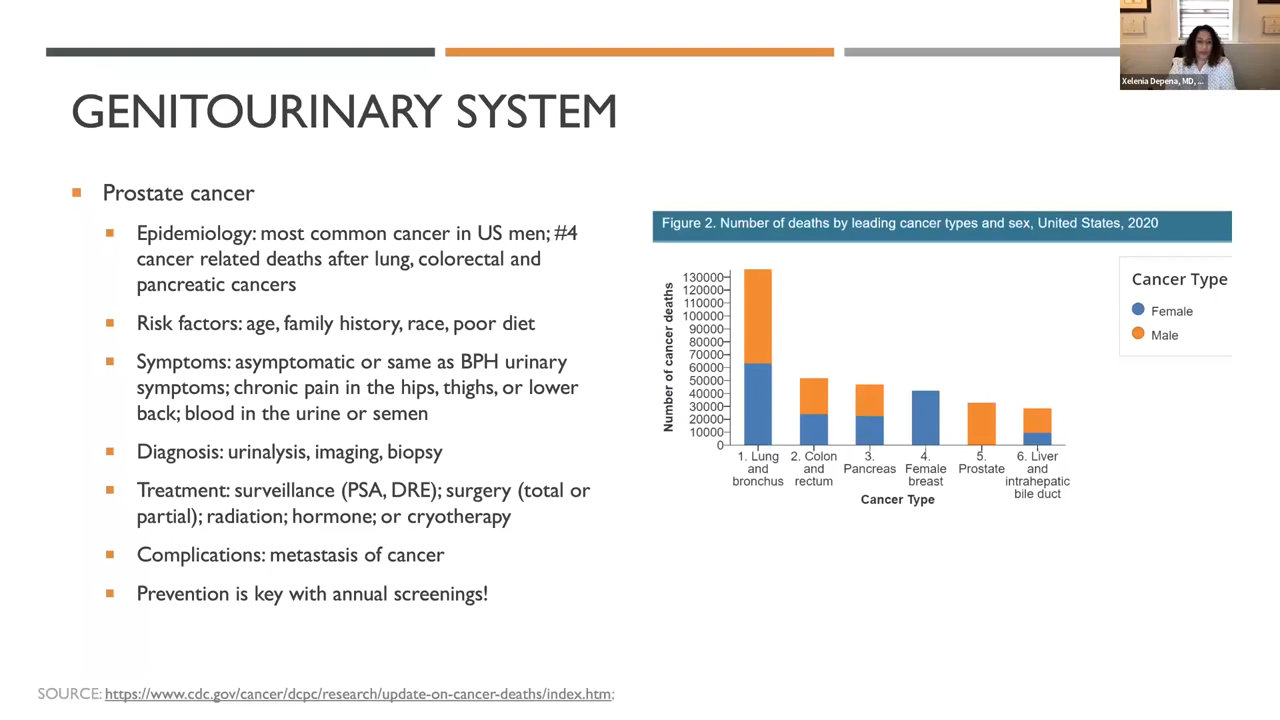 Xelenia Depena, MD, ...
GENITOURINARY SYSTEM
Prostate cancer
Epidemiology: most common cancer in US men; #4
cancer related deaths after lung, colorectal and
pancreatic cancers
Risk factors: age, family history, race, poor diet
Symptoms: asymptomatic or same as BPH urinary
symptoms; chronic pain in the hips, thighs, or lower
back; blood in the urine or semen
Diagnosis: urinalysis, imaging, biopsy
Treatment: surveillance (PSA, DRE); surgery (total or
partial); radiation; hormone; or cryotherapy
Complications: metastasis of cancer
Prevention is key with annual screenings!
Figure 2. Number of deaths by leading cancer types and sex, United States, 2020
Number of cancer deaths
130000
120000
110000
100000
90000
80000
70000
60000
50000
40000
30000
20000
10000
0
1. Lung
and
bronchus
2. Colon
and
rectum
3.
Pancreas
4.
Female
breast
5.
Prostate
6. Liver
and
intrahepatic
bile duct
Cancer Type
Cancer Type
Female
Male
SOURCE: https://www.cdc.gov/cancer/dcpc/research/update-on-cancer-deaths/index.htm;